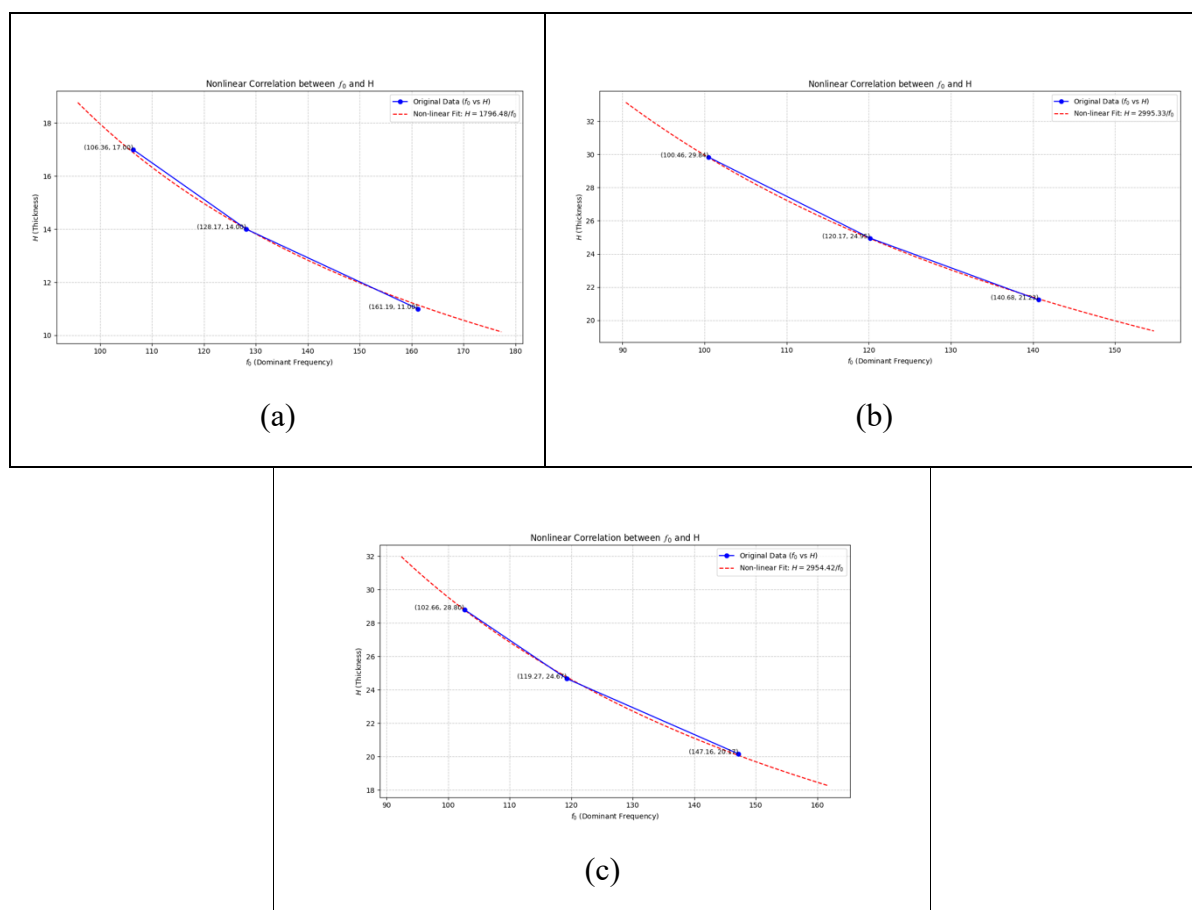 Nonlinear Correlation between f₀ and H
Original Data (f₀ vs H)
Non-linear Fit: H = 1796.48/f₀
18
16
14
12
10
H (Thickness)
(106.36, 17.00)
(128.17, 14.00)
(161.19, 11.00)
100
110
120
130
140
150
160
170
180
f₀ (Dominant Frequency)
(a)
Nonlinear Correlation between f₀ and H
Original Data (f₀ vs H)
Non-linear Fit: H = 2995.33/f₀
32
30
28
26
24
22
20
H (Thickness)
(100.46, 29.84)
(120.17, 24.95)
(140.68, 21.23)
90
100
110
120
130
140
150
f₀ (Dominant Frequency)
(b)
Nonlinear Correlation between f₀ and H
Original Data (f₀ vs H)
Non-linear Fit: H = 2954.42/f₀
32
30
28
26
24
22
20
18
H (Thickness)
(102.66, 28.80)
(119.27, 24.67)
(147.16,
90
100
110
120
130
140
150
160
f₀ (Dominant Frequency)
(c)